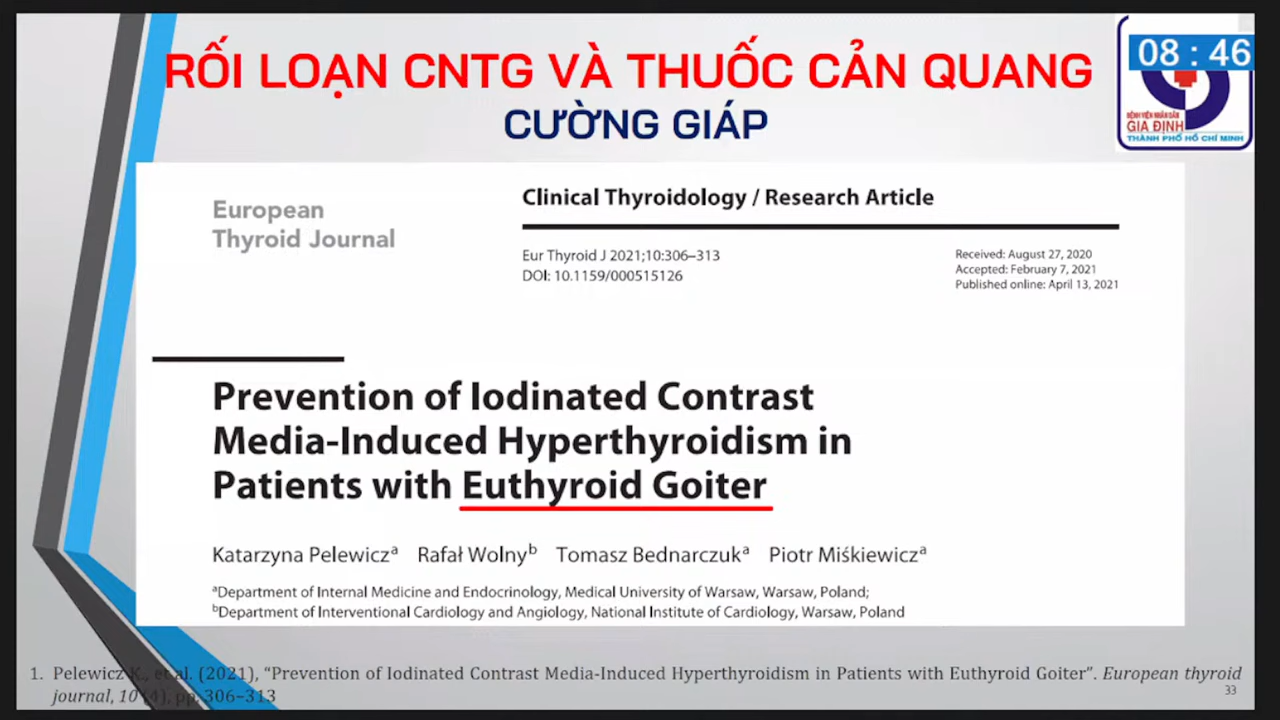 RỐI LOẠN CNTG VÀ THUỐC CẢN QUANG
CƯỜNG GIÁP
08 : 46
BỆNH VIỆN NHÂN DÂN
GIA ĐỊNH
THÀNH PHỐ HỒ CHÍ MINH
European
Thyroid Journal
Clinical Thyroidology / Research Article
Eur Thyroid J 2021;10:306–313
DOI: 10.1159/000515126
Received: August 27, 2020
Accepted: February 7, 2021
Published online: April 13, 2021
Prevention of Iodinated Contrast
Media-Induced Hyperthyroidism in
Patients with Euthyroid Goiter
Katarzyna Pelewiczᵃ Rafał Wolnyᵇ Tomasz Bednarczukᵃ Piotr Miśkiewiczᵃ
ᵃDepartment of Internal Medicine and Endocrinology, Medical University of Warsaw, Warsaw, Poland;
ᵇDepartment of Interventional Cardiology and Angiology, National Institute of Cardiology, Warsaw, Poland
1. Pelewicz K., et al. (2021), “Prevention of Iodinated Contrast Media-Induced Hyperthyroidism in Patients with Euthyroid Goiter”. European thyroid
journal, 10 (4), pp. 306–313
33